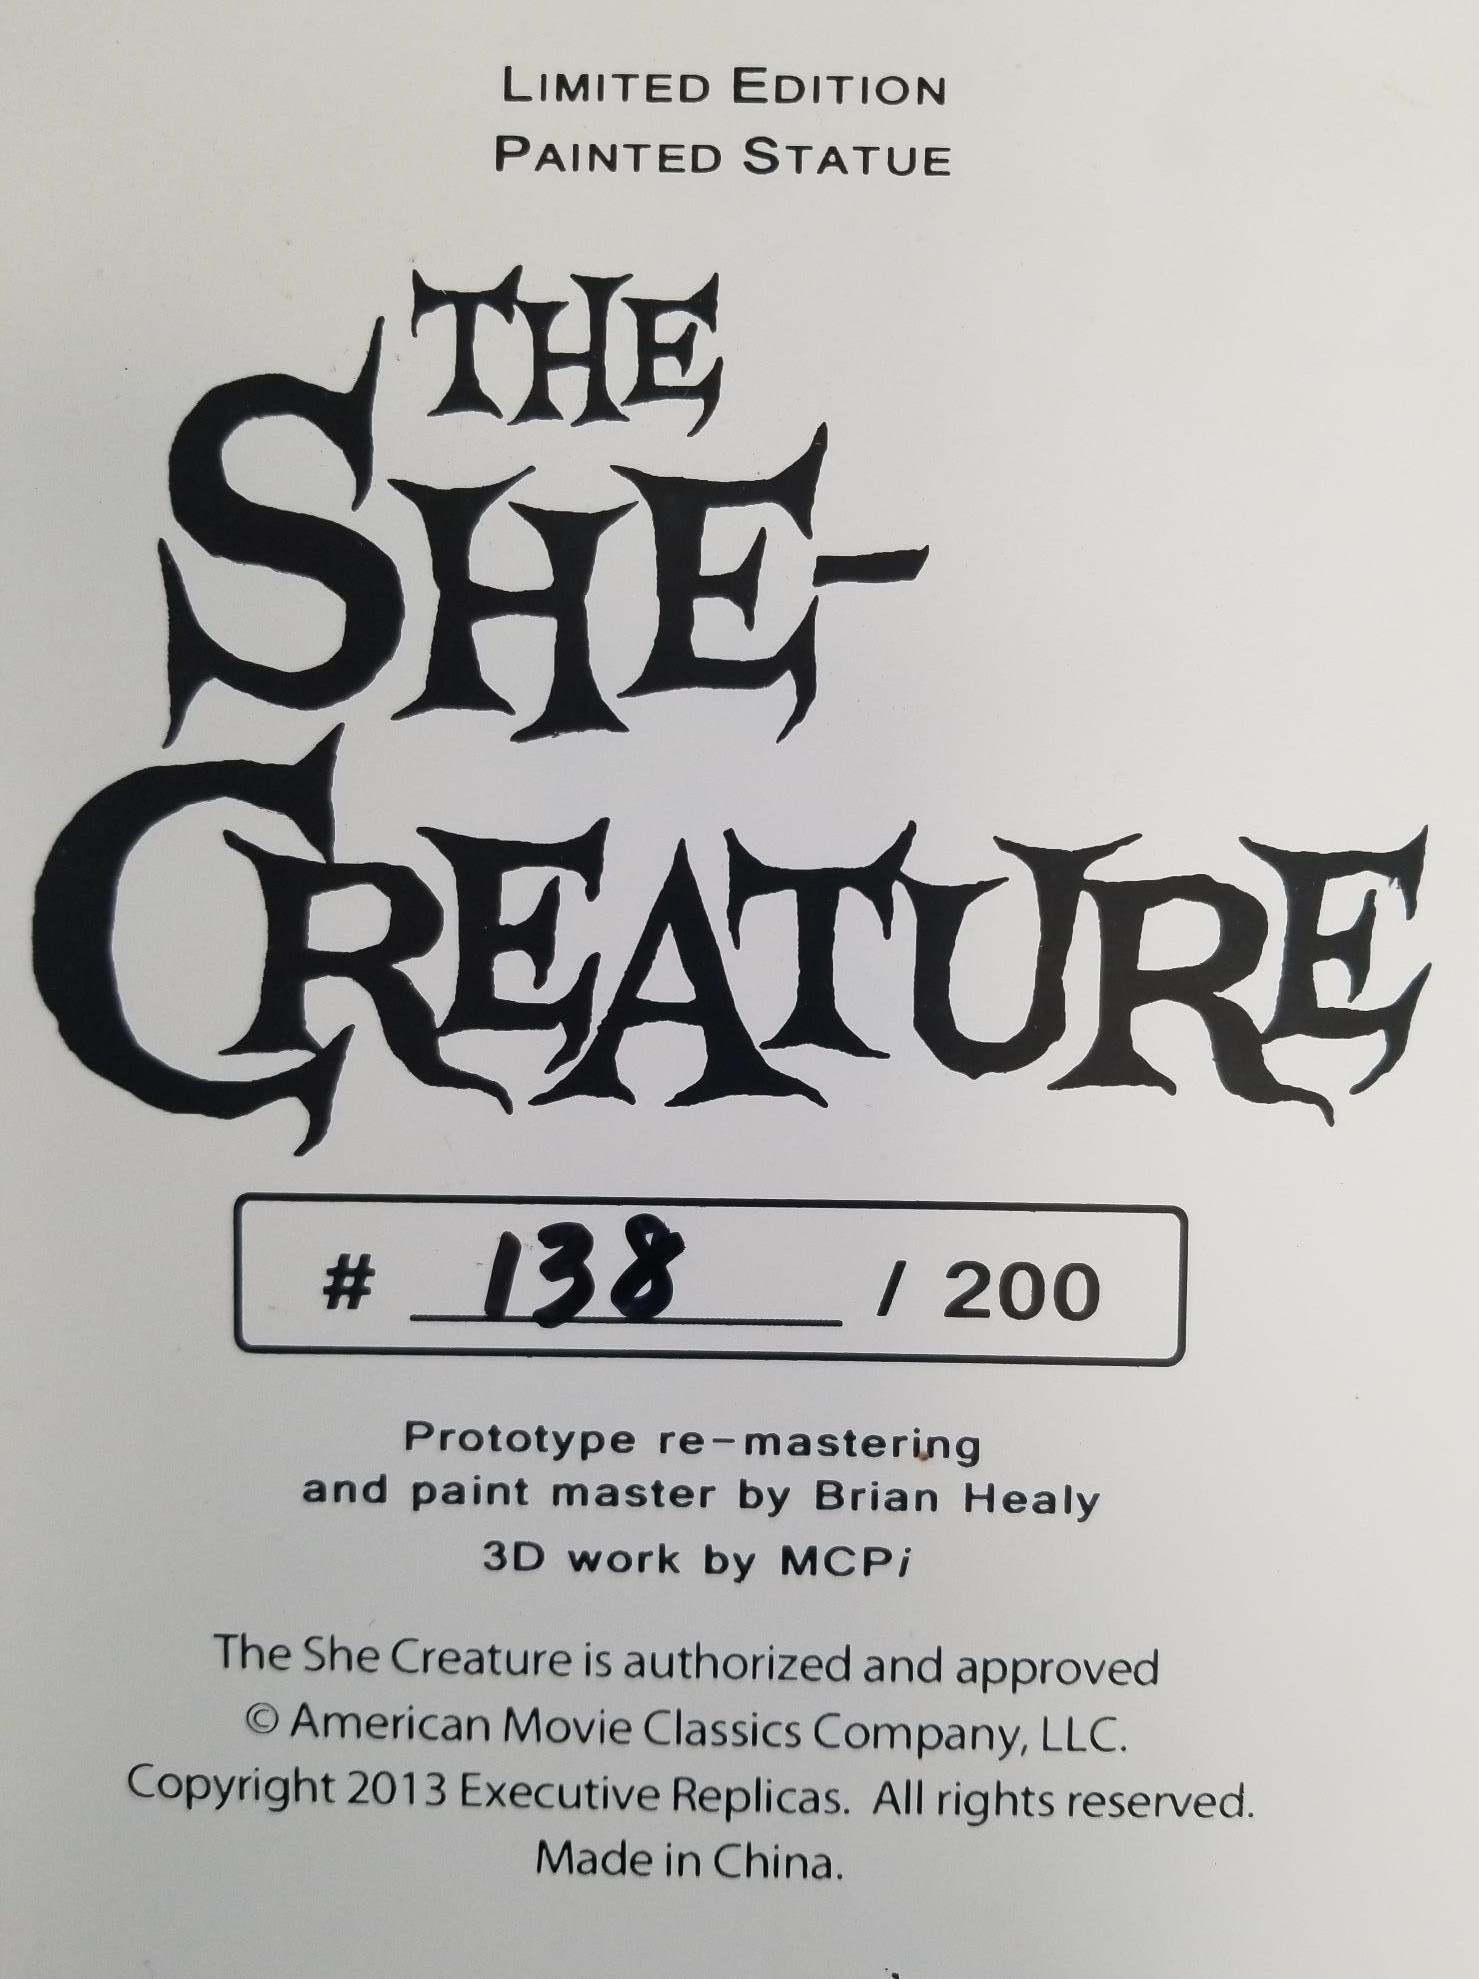 LIMITED EDITION
PAINTED STATUE
THE
SHE-
CREATURE
# 138 / 200
Prototype re-mastering
and paint master by Brian Healy
3D work by MCPi
The She Creature is authorized and approved
© American Movie Classics Company, LLC.
Copyright 2013 Executive Replicas. All rights reserved.
Made in China.